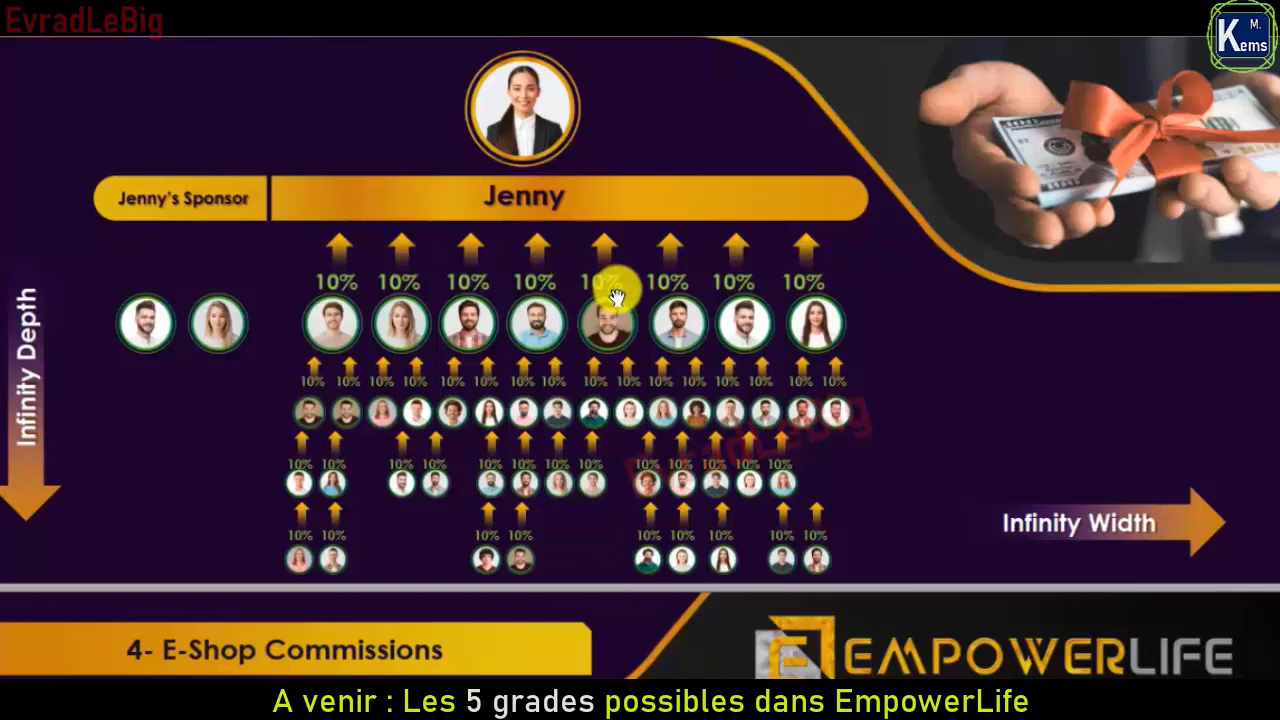 EvradLeBig
M.
Kems
Jenny's Sponsor
Jenny
10% 10% 10% 10% 10% 10% 10% 10%
Infinity Depth
10% 10% 10% 10% 10% 10% 10% 10% 10% 10% 10% 10% 10% 10% 10% 10%
EvradLeBig
10% 10% 10% 10% 10% 10% 10% 10% 10% 10% 10% 10% 10%
Infinity Width
10% 10% 10% 10% 10% 10% 10% 10% 10%
4- E-Shop Commissions
E EMPOWERLIFE
A venir : Les 5 grades possibles dans EmpowerLife